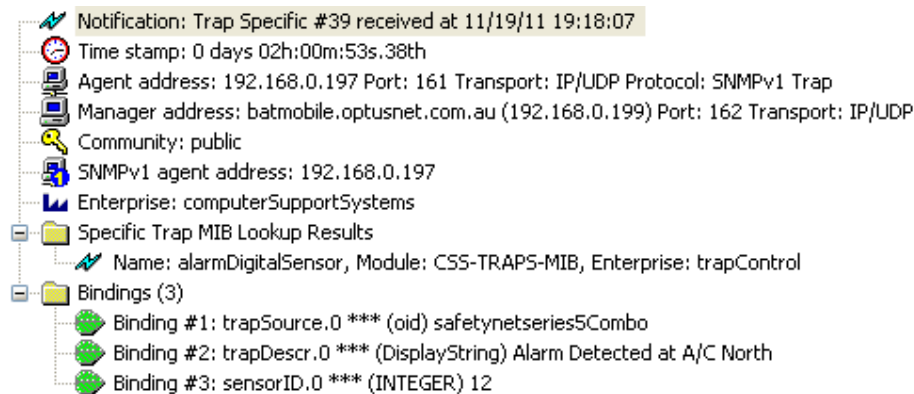 Notification: Trap Specific #39 received at 11/19/11 19:18:07
Time stamp: 0 days 02h:00m:53s.38th
Agent address: 192.168.0.197 Port: 161 Transport: IP/UDP Protocol: SNMPv1 Trap
Manager address: batmobile.optusnet.com.au (192.168.0.199) Port: 162 Transport: IP/UDP
Community: public
SNMPv1 agent address: 192.168.0.197
Enterprise: computerSupportSystems
Specific Trap MIB Lookup Results
Name: alarmDigitalSensor, Module: CSS-TRAPS-MIB, Enterprise: trapControl
Bindings (3)
Binding #1: trapSource.0 *** (oid) safetynetseries5Combo
Binding #2: trapDescr.0 *** (DisplayString) Alarm Detected at A/C North
Binding #3: sensorID.0 *** (INTEGER) 12